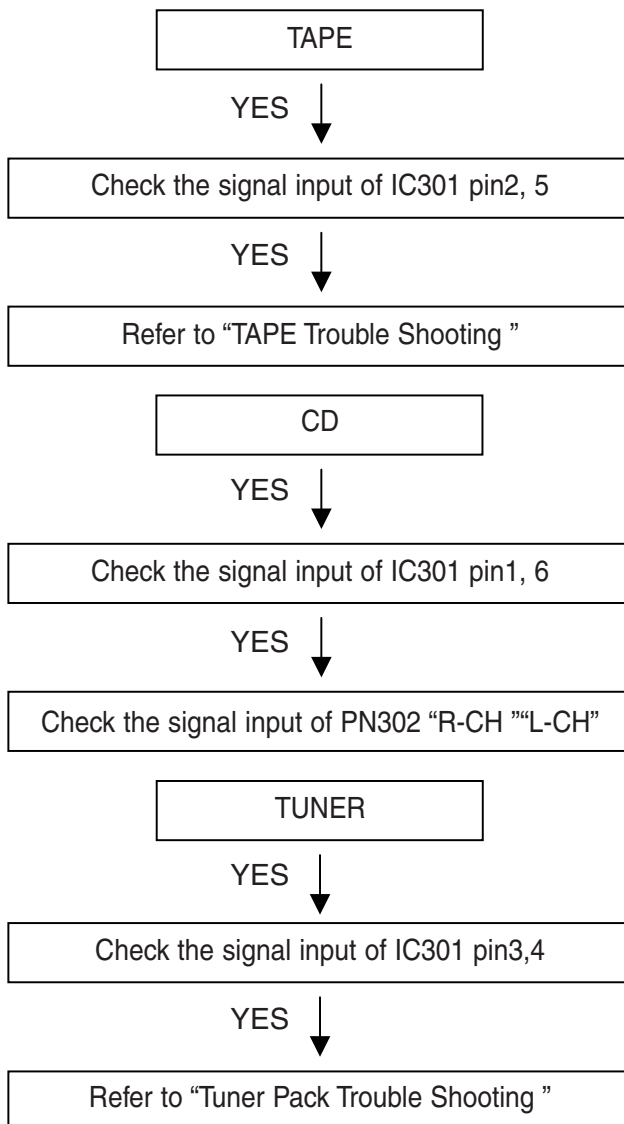 TAPE
YES
Check the signal input of IC301 pin2, 5
YES
Refer to “TAPE Trouble Shooting ”
CD
YES
Check the signal input of IC301 pin1, 6
YES
Check the signal input of PN302 “R-CH ”“L-CH”
TUNER
YES
Check the signal input of IC301 pin3,4
YES
Refer to “Tuner Pack Trouble Shooting ”